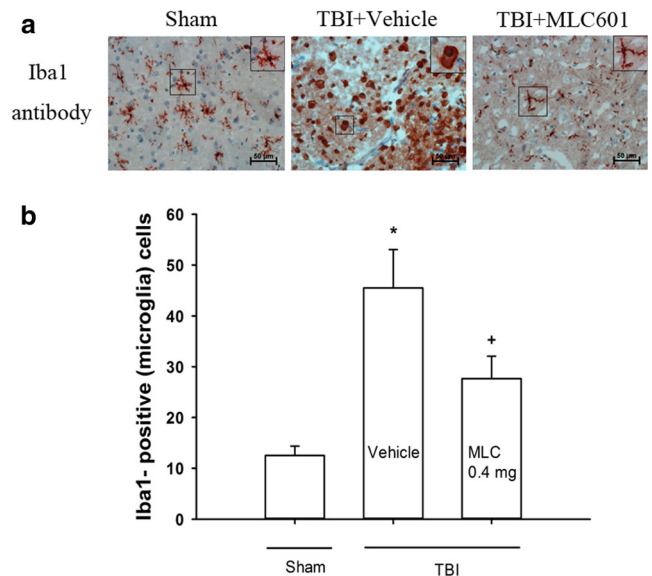 a
Sham TBI+Vehicle TBI+MLC601
Iba1
antibody
50 µm 50 µm 50 µm
b
Iba1- positive (microglia) cells
60
50
40
30
20
10
0
*
+
Vehicle
MLC
0.4 mg
Sham TBI